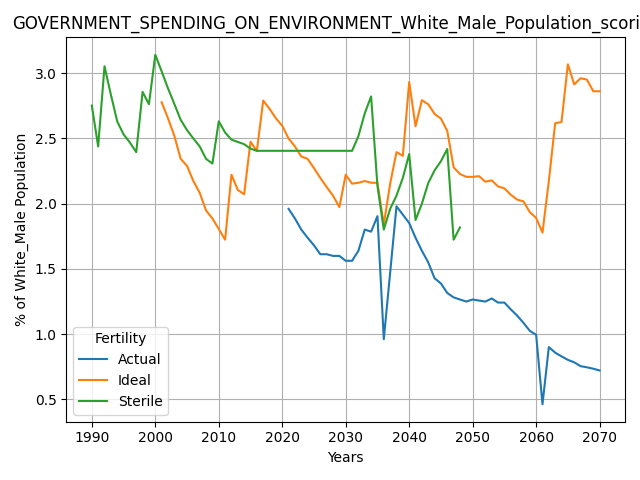 GOVERNMENT_SPENDING_ON_ENVIRONMENT_White_Male_Population_scori
3.0
2.5
2.0
1.5
1.0
0.5
% of White_Male Population
Fertility
Actual
Ideal
Sterile
1990 2000 2010 2020 2030 2040 2050 2060 2070
Years